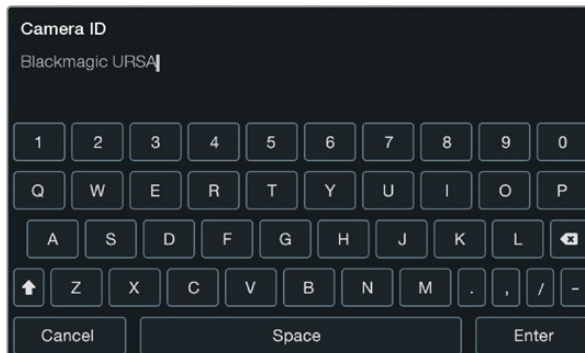 Camera ID
Blackmagic URSA
1 2 3 4 5 6 7 8 9 0
Q W E R T Y U I O P
A S D F G H J K L
Z X C V B N M . , / -
Cancel Space Enter